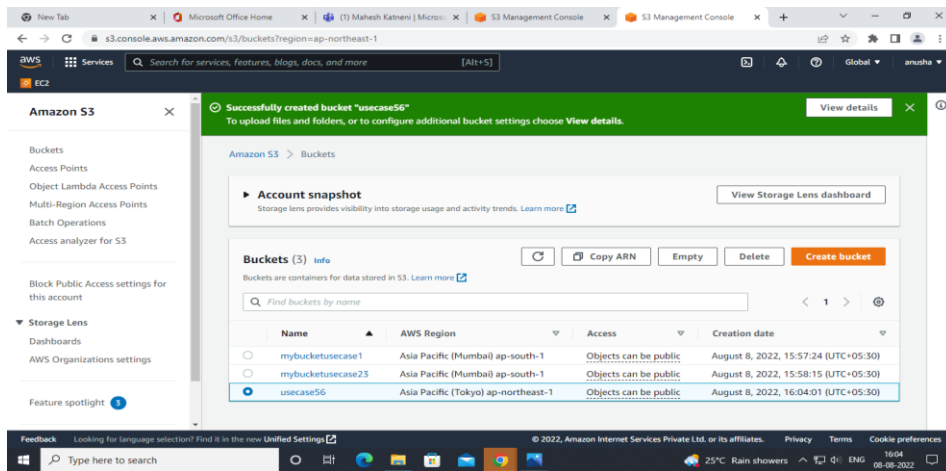 New Tab
Microsoft Office Home
(1) Mahesh Katneni | Micros
S3 Management Console
S3 Management Console
s3.console.aws.amazon.com/s3/buckets?region=ap-northeast-1
aws
Services
Search for services, features, blogs, docs, and more
[Alt+S]
Global
anusha
EC2
Amazon S3
Buckets
Access Points
Object Lambda Access Points
Multi-Region Access Points
Batch Operations
Access analyzer for S3
Block Public Access settings for
this account
Storage Lens
Dashboards
AWS Organizations settings
Feature spotlight 3
Successfully created bucket "usecase56"
To upload files and folders, or to configure additional bucket settings choose View details.
View details
Amazon S3 > Buckets
Account snapshot
Storage lens provides visibility into storage usage and activity trends. Learn more
View Storage Lens dashboard
Buckets (3) Info
Buckets are containers for data stored in S3. Learn more
Copy ARN
Empty
Delete
Create bucket
Find buckets by name
1
Name AWS Region Access Creation date
mybucketusecase1 Asia Pacific (Mumbai) ap-south-1 Objects can be public August 8, 2022, 15:57:24 (UTC+05:30)
mybucketusecase23 Asia Pacific (Mumbai) ap-south-1 Objects can be public August 8, 2022, 15:58:15 (UTC+05:30)
usecase56 Asia Pacific (Tokyo) ap-northeast-1 Objects can be public August 8, 2022, 16:04:01 (UTC+05:30)
Feedback Looking for language selection? Find it in the new Unified Settings
© 2022, Amazon Internet Services Private Ltd. or its affiliates. Privacy Terms Cookie preferences
Type here to search
25°C Rain showers
ENG
16:04
08-08-2022